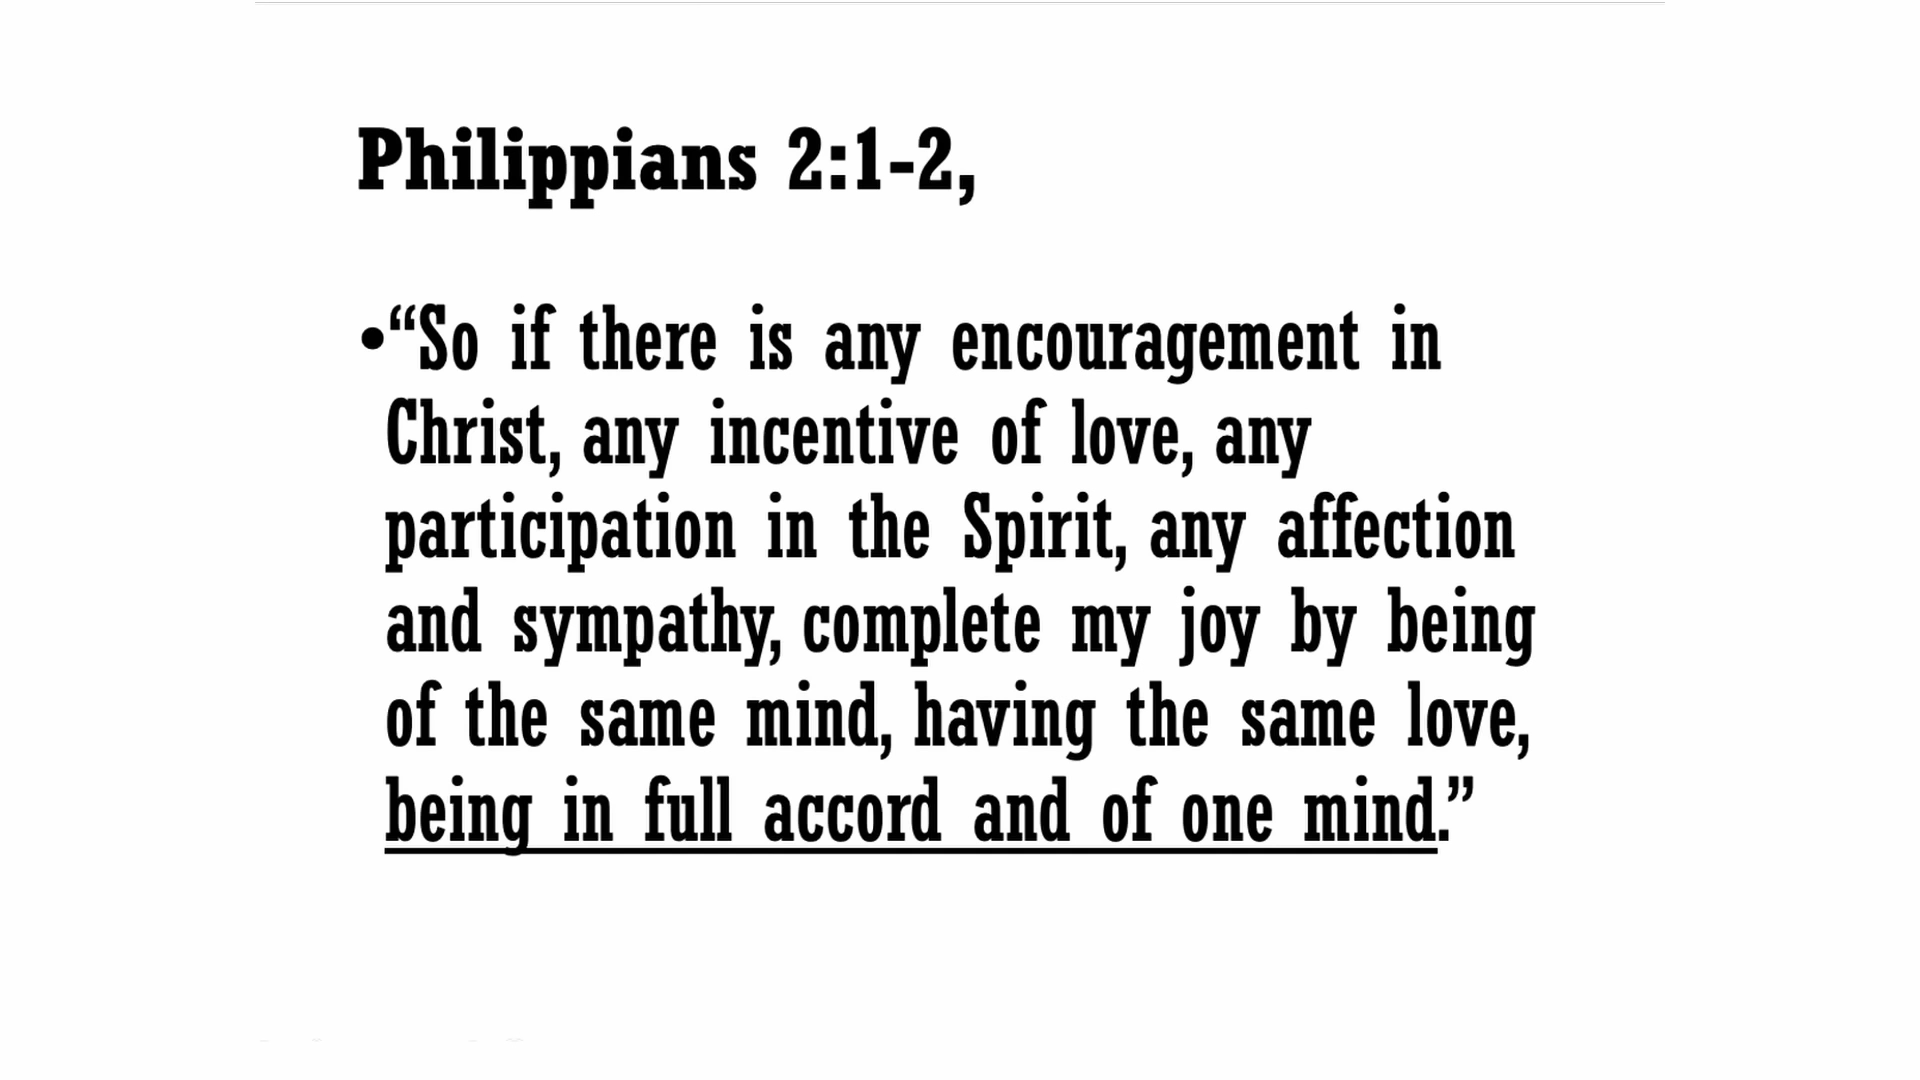 Philippians 2:1-2,
•“So if there is any encouragement in
Christ, any incentive of love, any
participation in the Spirit, any affection
and sympathy, complete my joy by being
of the same mind, having the same love,
being in full accord and of one mind.”